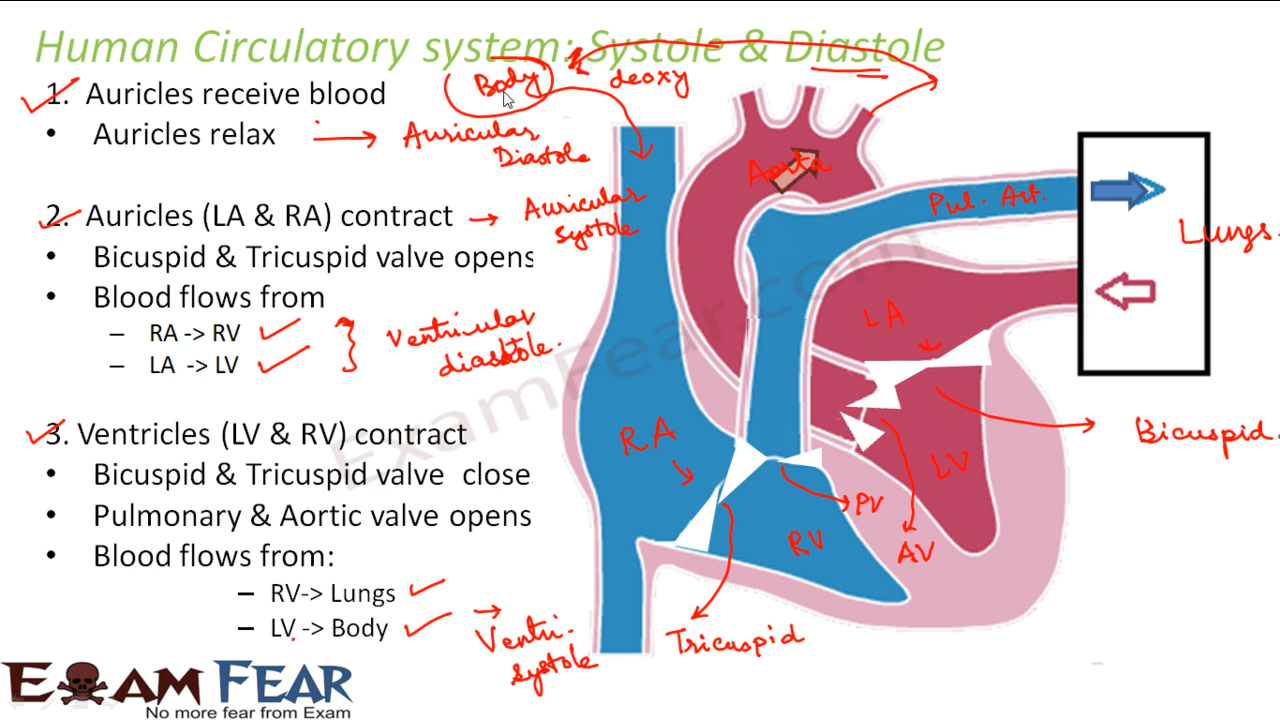 Human Circulatory system: Systole & Diastole
1. Auricles receive blood
• Auricles relax
→ Auricular
Diastole
2. Auricles (LA & RA) contract
→ Auricular
systole
• Bicuspid & Tricuspid valve opens
• Blood flows from
– RA -> RV
– LA -> LV
Ventricular
diastole.
3. Ventricles (LV & RV) contract
• Bicuspid & Tricuspid valve close
• Pulmonary & Aortic valve opens
• Blood flows from:
– RV-> Lungs
– LV -> Body
→ Ventri.
systole
Body
deoxy
Aorta
Pul. Art.
Lungs.
LA
RA
LV
RV
Bicuspid.
PV
AV
Tricuspid
ExamFear.com
EXAM FEAR
No more fear from Exam